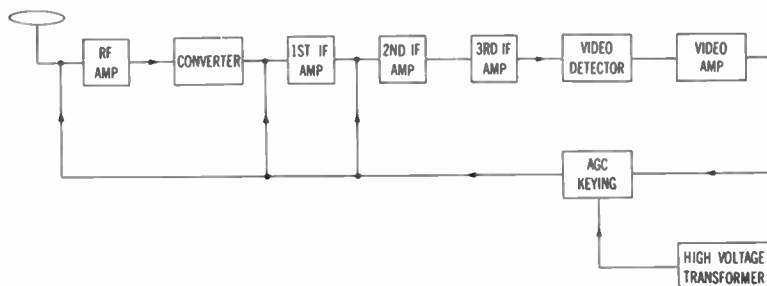 RF
AMP
CONVERTER
1ST IF
AMP
2ND IF
AMP
3RD IF
AMP
VIDEO
DETECTOR
VIDEO
AMP
AGC
KEYING
HIGH VOLTAGE
TRANSFORMER